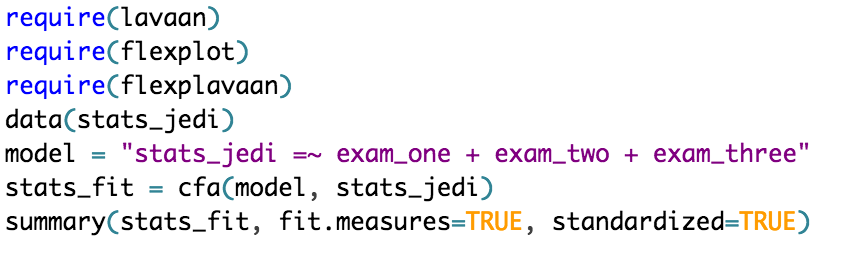 require(lavaan)
require(flexplot)
require(flexplavaan)
data(stats_jedi)
model = "stats_jedi =~ exam_one + exam_two + exam_three"
stats_fit = cfa(model, stats_jedi)
summary(stats_fit, fit.measures=TRUE, standardized=TRUE)